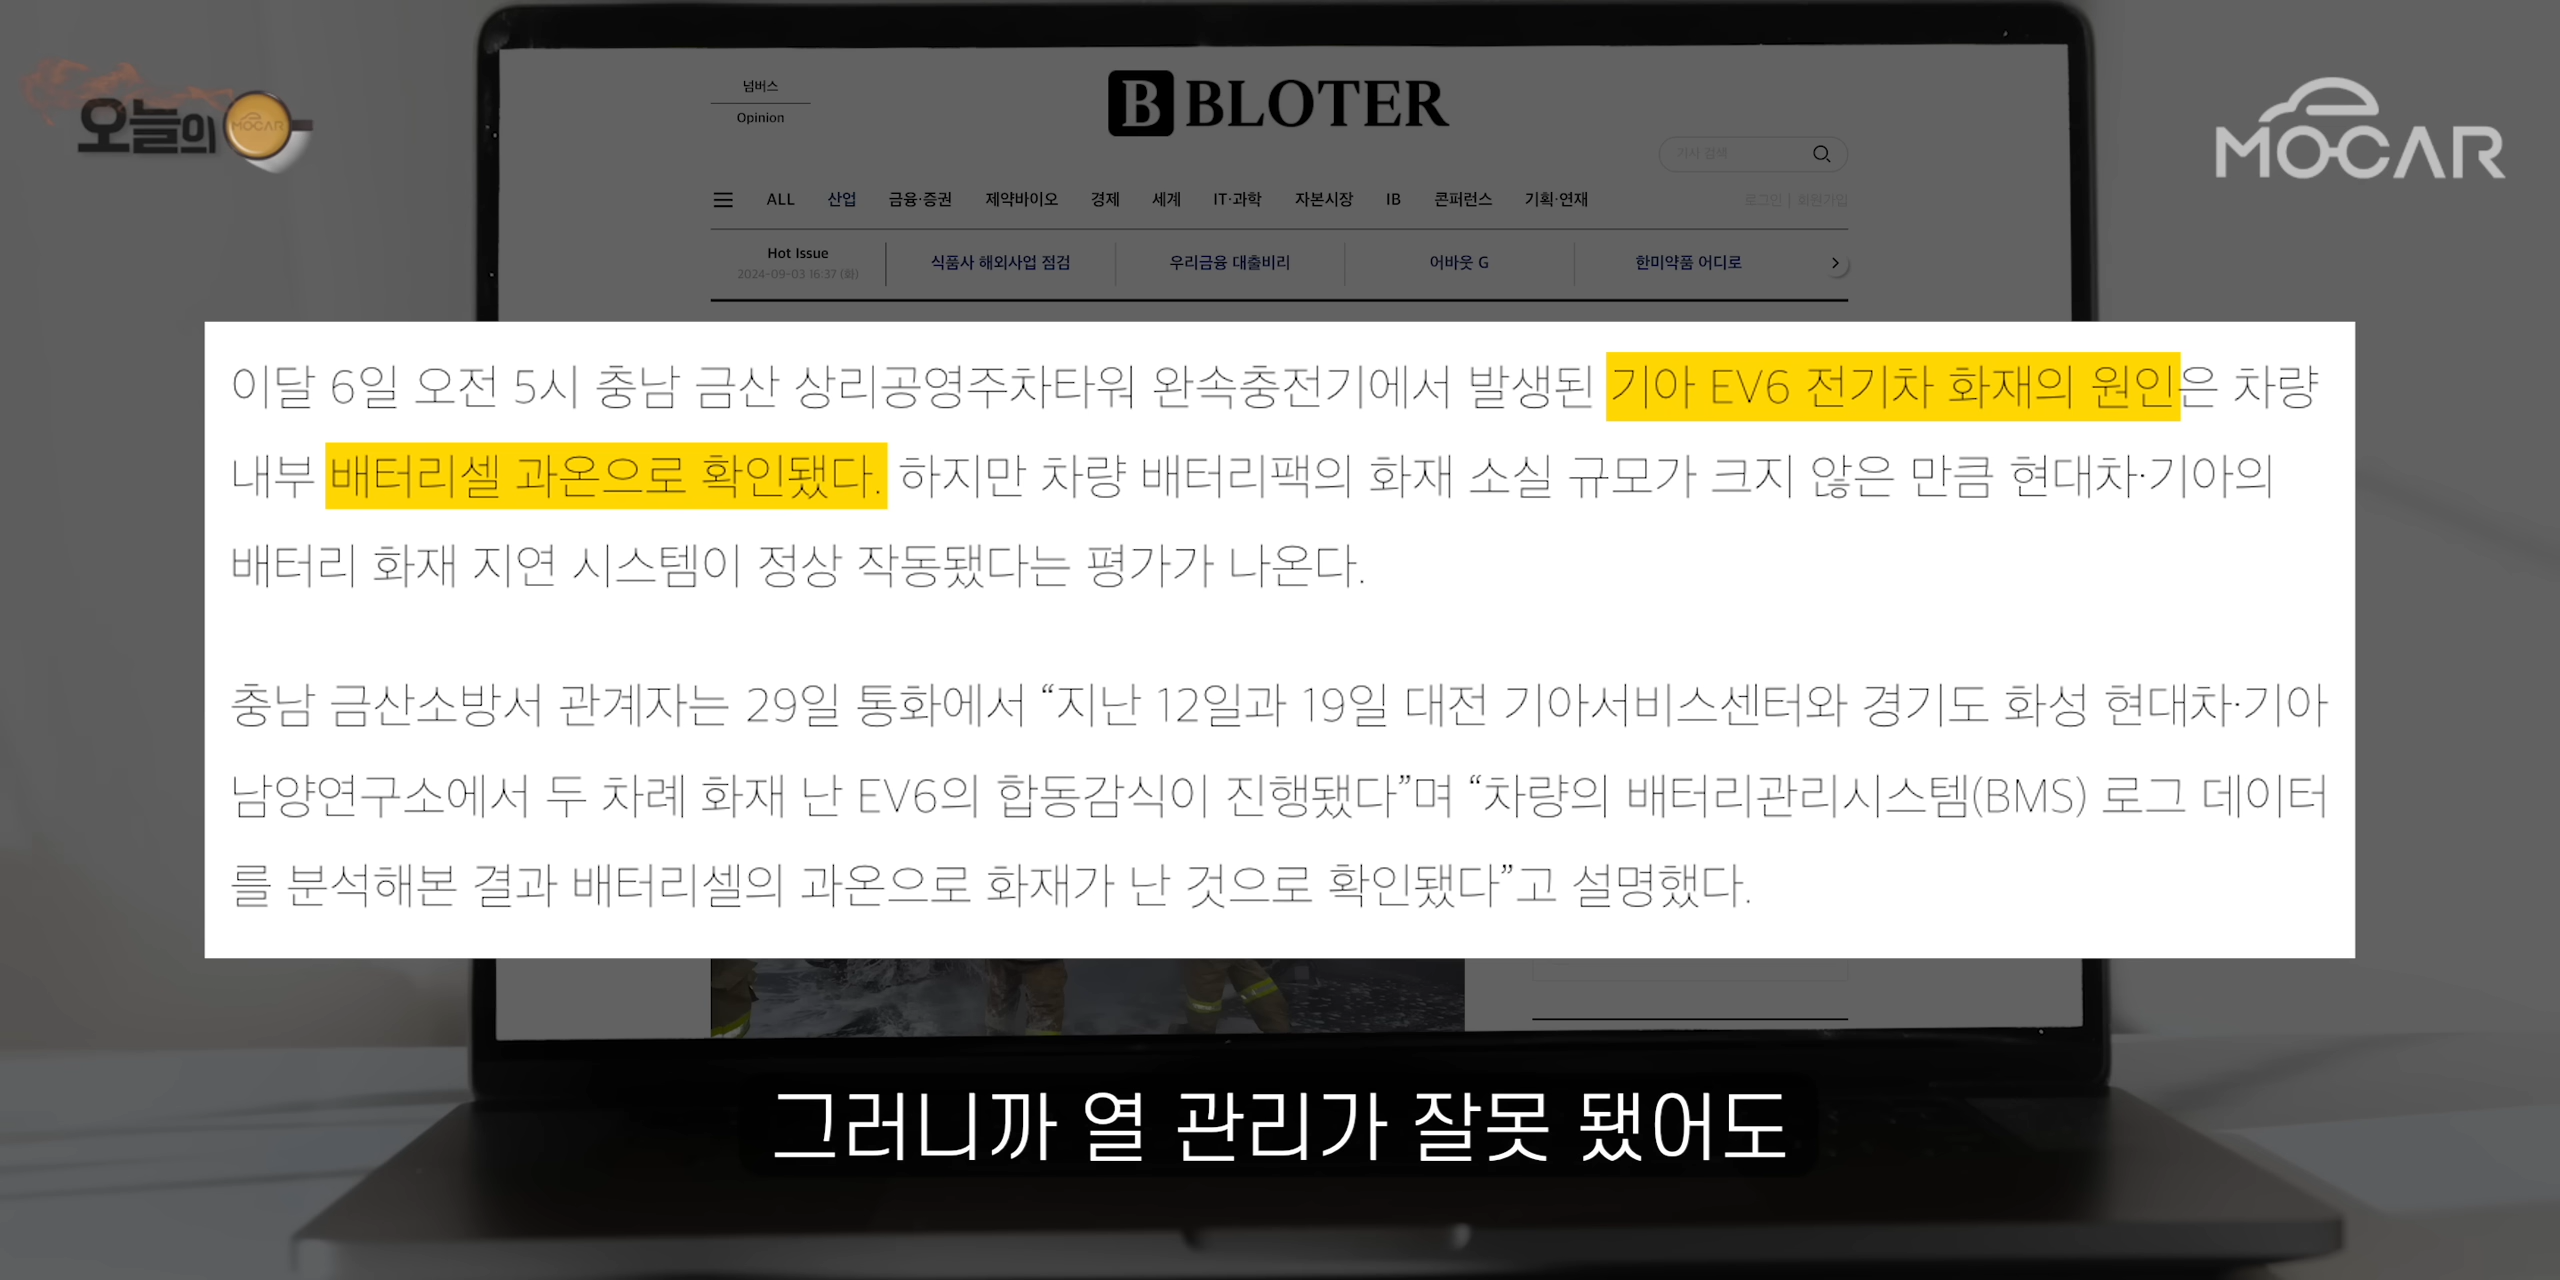 오늘의 MOCAR
MOCAR
넘버스
Opinion
B BLOTER
기사 검색
ALL 산업 금융·증권 제약바이오 경제 세계 IT·과학 자본시장 IB 콘퍼런스 기획·연재
로그인 | 회원가입
Hot Issue
2024-09-03 16:37 (화)
식품사 해외사업 점검 우리금융 대출비리 어바웃 G 한미약품 어디로
이달 6일 오전 5시 충남 금산 상리공영주차타워 완속충전기에서 발생된 기아 EV6 전기차 화재의 원인은 차량
내부 배터리셀 과온으로 확인됐다. 하지만 차량 배터리팩의 화재 소실 규모가 크지 않은 만큼 현대차·기아의
배터리 화재 지연 시스템이 정상 작동됐다는 평가가 나온다.
충남 금산소방서 관계자는 29일 통화에서 “지난 12일과 19일 대전 기아서비스센터와 경기도 화성 현대차·기아
남양연구소에서 두 차례 화재 난 EV6의 합동감식이 진행됐다”며 “차량의 배터리관리시스템(BMS) 로그 데이터
를 분석해본 결과 배터리셀의 과온으로 화재가 난 것으로 확인됐다”고 설명했다.
그러니까 열 관리가 잘못 됐어도